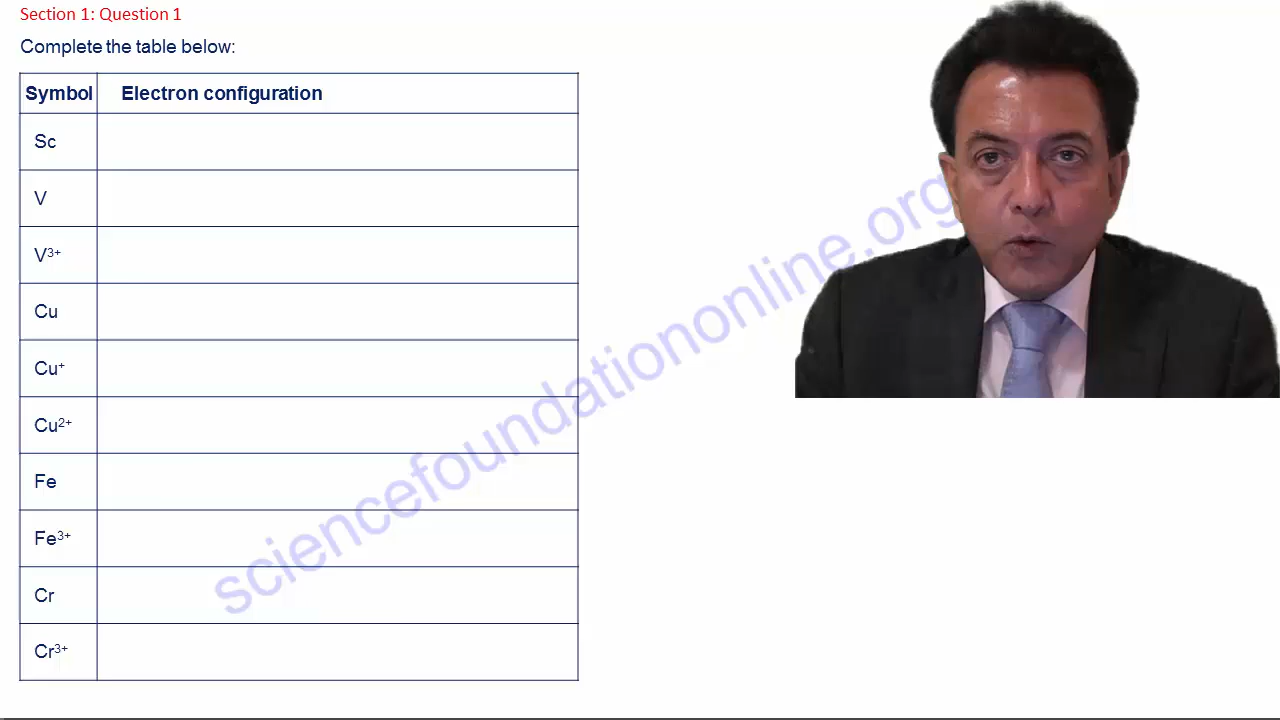 Section 1: Question 1
Complete the table below:
Symbol Electron configuration
Sc
V
V³⁺
Cu
Cu⁺
Cu²⁺
Fe
Fe³⁺
Cr
Cr³⁺
sciencefoundationonline.org